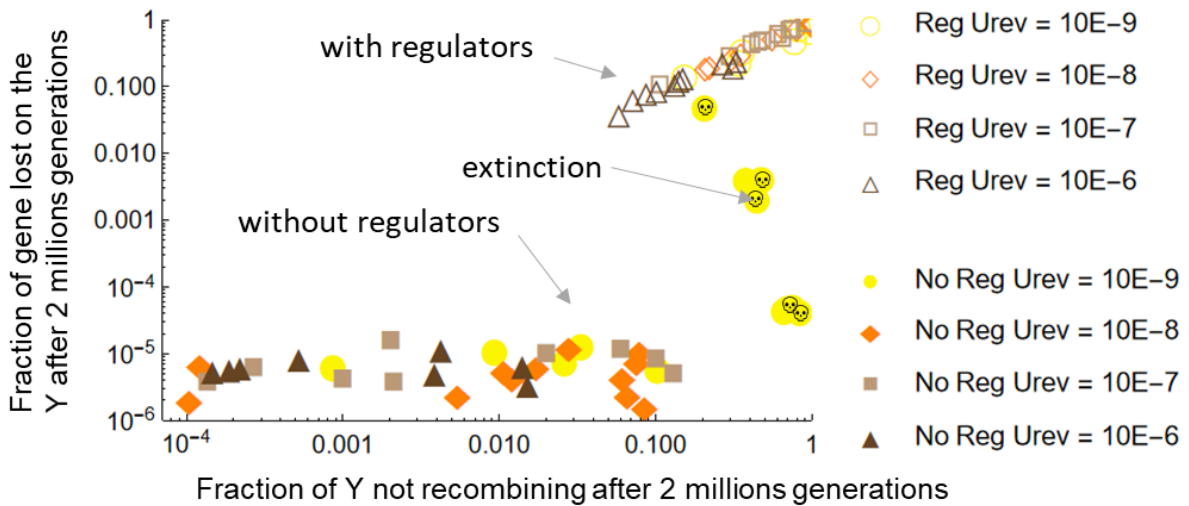 Fraction of gene lost on the
Y after 2 millions generations
1
0.100
0.010
0.001
10−4
10−5
10−6
with regulators
extinction
without regulators
10−4
0.001
0.010
0.100
1
Fraction of Y not recombining after 2 millions generations
Reg Urev = 10E−9
Reg Urev = 10E−8
Reg Urev = 10E−7
Reg Urev = 10E−6
No Reg Urev = 10E−9
No Reg Urev = 10E−8
No Reg Urev = 10E−7
No Reg Urev = 10E−6